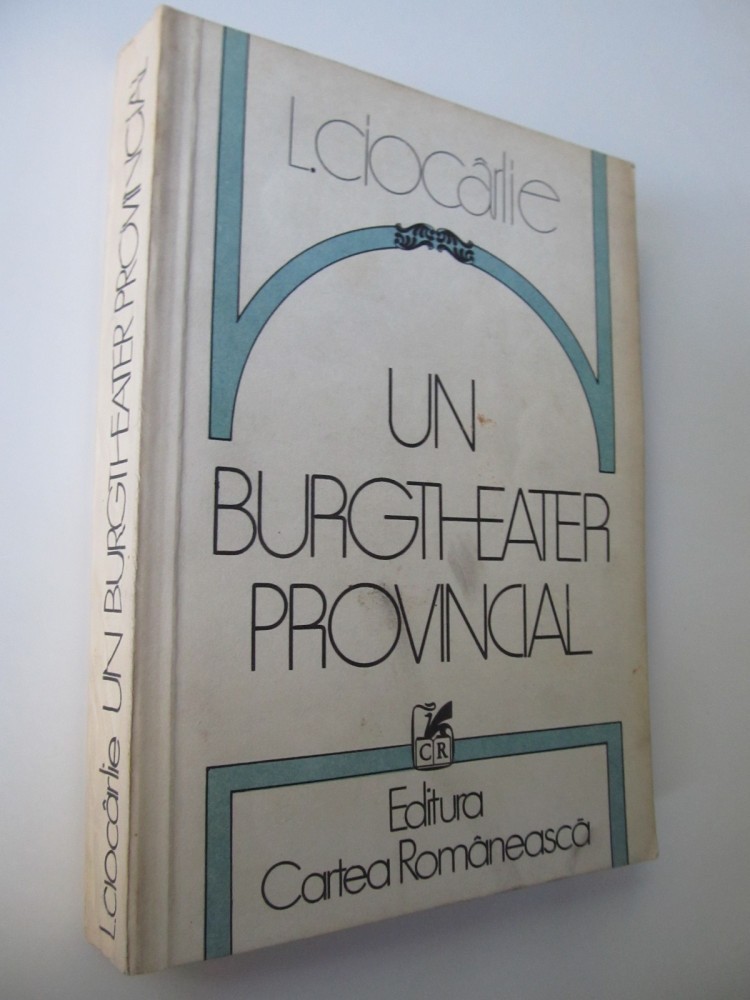 L.ciocârlie
UN
BURGTHEATER
PROVINCIAL
CR
Editura
Cartea Românească
L.ciocârlie UN BURGTHEATER PROVINCIAL